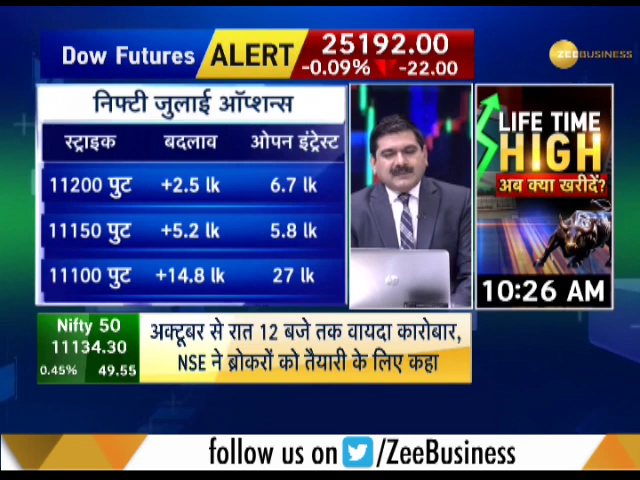 Dow Futures
ALERT
25192.00
-0.09% -22.00
ZEEBUSINESS
निफ्टी जुलाई ऑप्शन्स
स्ट्राइक बदलाव ओपन इंट्रेस्ट
11200 पुट +2.5 lk 6.7 lk
11150 पुट +5.2 lk 5.8 lk
11100 पुट +14.8 lk 27 lk
LIFE TIME
HIGH
अब क्या खरीदें?
10:26 AM
Nifty 50
11134.30
0.45% 49.55
अक्टूबर से रात 12 बजे तक वायदा कारोबार,
NSE ने ब्रोकरों को तैयारी के लिए कहा
follow us on /ZeeBusiness